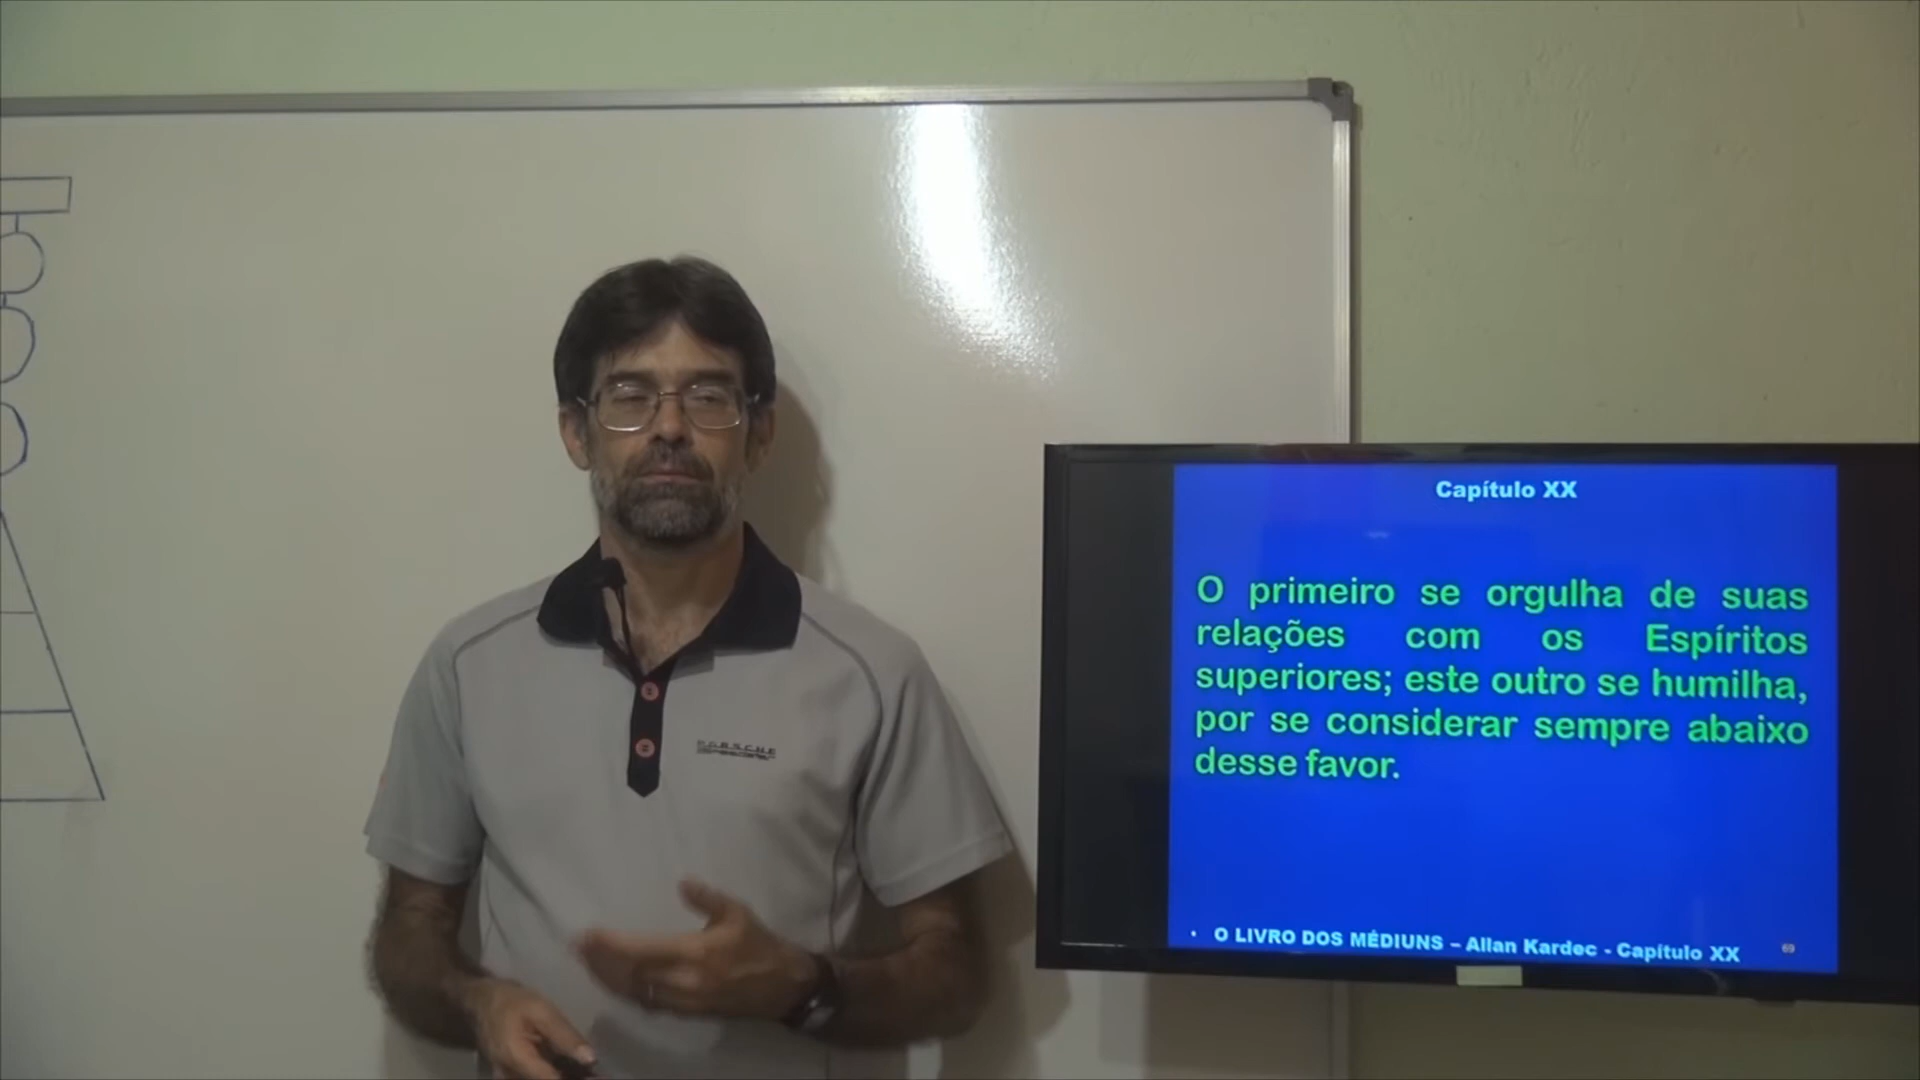 Capítulo XX
O primeiro se orgulha de suas
relações com os Espíritos
superiores; este outro se humilha,
por se considerar sempre abaixo
desse favor.
• O LIVRO DOS MÉDIUNS – Allan Kardec - Capítulo XX
69
PORSCHE